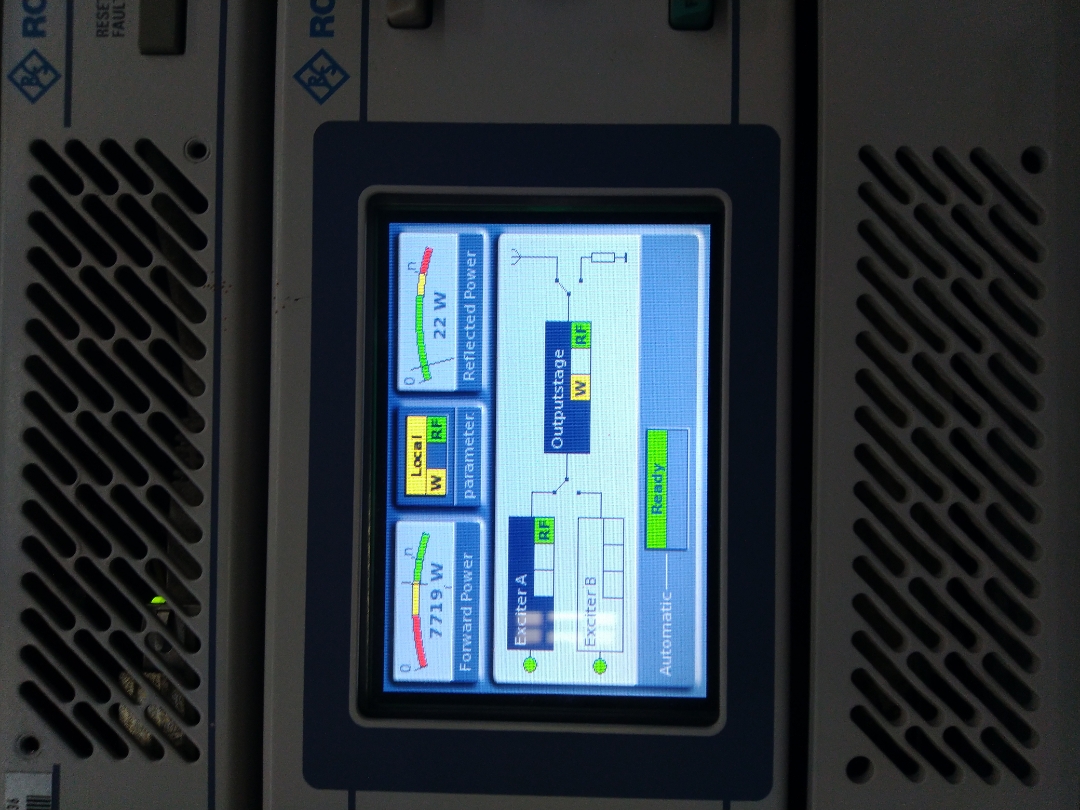 36
RESET
FAULT
0 n
7719 W
Forward Power
Local
W RF
parameter.
0 n
22 W
Reflected Power
Exciter A
RF
Outputstage
W RF
Exciter B
Automatic
Ready